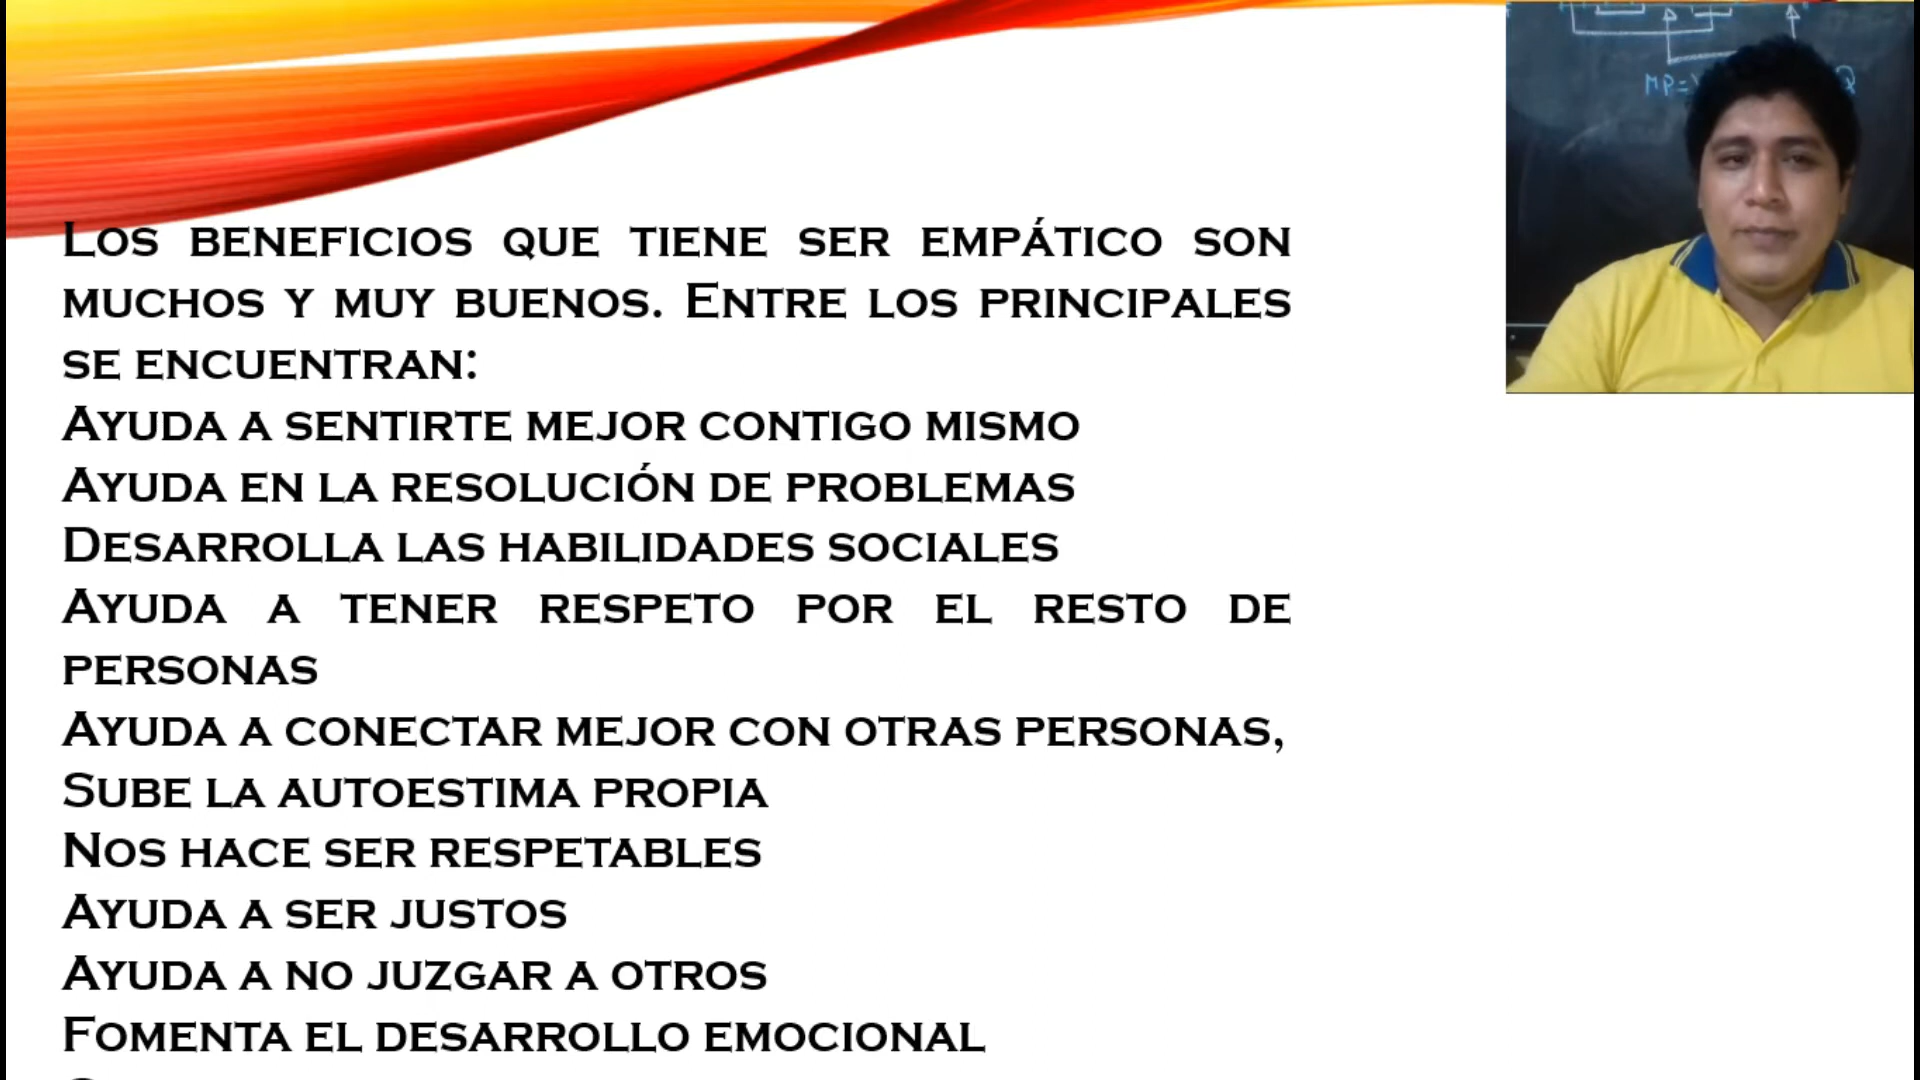 Los beneficios que tiene ser empático son
muchos y muy buenos. Entre los principales
se encuentran:
Ayuda a sentirte mejor contigo mismo
Ayuda en la resolución de problemas
Desarrolla las habilidades sociales
Ayuda a tener respeto por el resto de
personas
Ayuda a conectar mejor con otras personas,
Sube la autoestima propia
Nos hace ser respetables
Ayuda a ser justos
Ayuda a no juzgar a otros
Fomenta el desarrollo emocional
MP=
Q